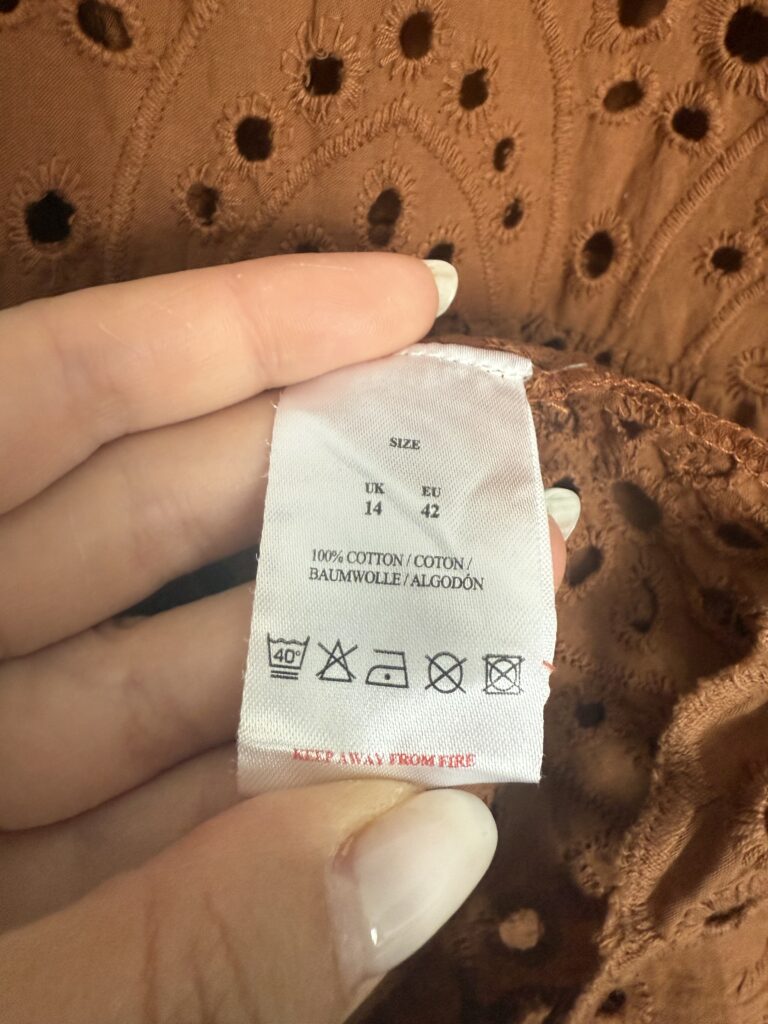 SIZE
UK EU
14 42
100% COTTON / COTON /
BAUMWOLLE / ALGODÓN
40°
KEEP AWAY FROM FIRE